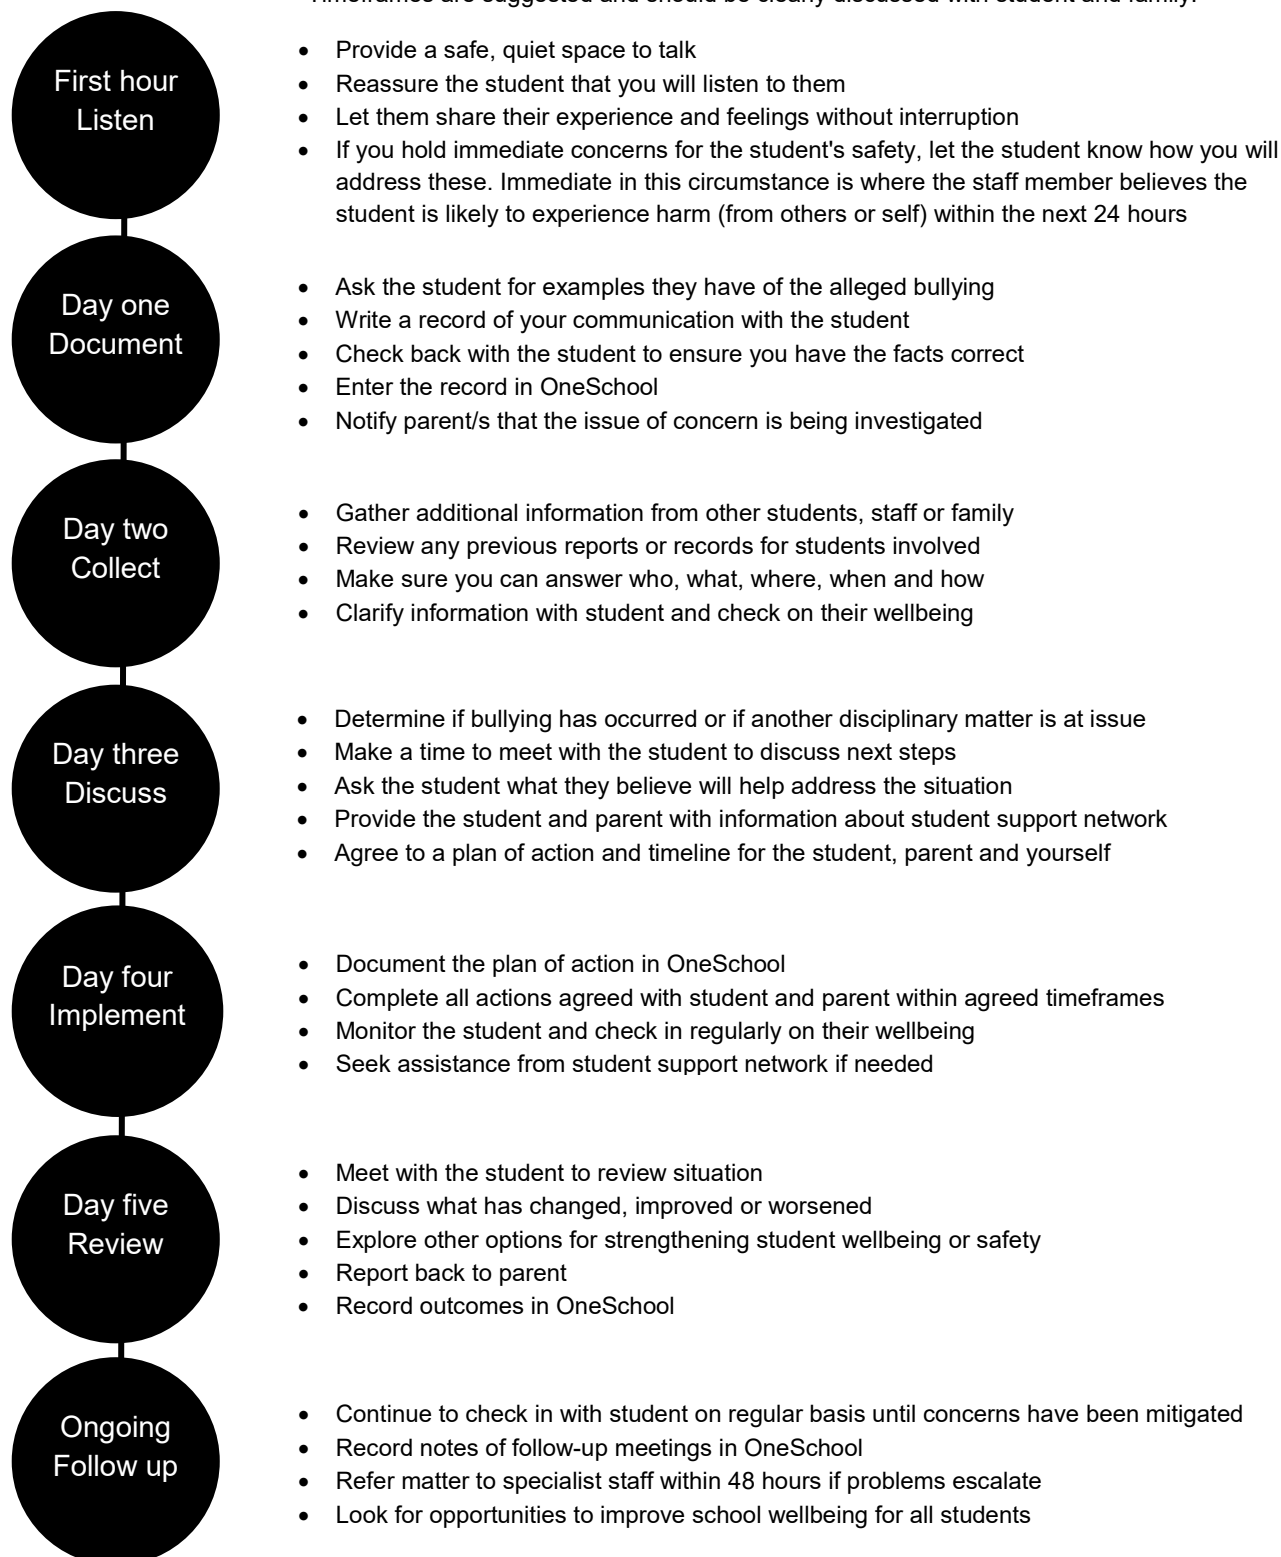 Timeframes are suggested and should be clearly discussed with student and family.
First hour
Listen
• Provide a safe, quiet space to talk
• Reassure the student that you will listen to them
• Let them share their experience and feelings without interruption
• If you hold immediate concerns for the student's safety, let the student know how you will
address these. Immediate in this circumstance is where the staff member believes the
student is likely to experience harm (from others or self) within the next 24 hours
Day one
Document
• Ask the student for examples they have of the alleged bullying
• Write a record of your communication with the student
• Check back with the student to ensure you have the facts correct
• Enter the record in OneSchool
• Notify parent/s that the issue of concern is being investigated
Day two
Collect
• Gather additional information from other students, staff or family
• Review any previous reports or records for students involved
• Make sure you can answer who, what, where, when and how
• Clarify information with student and check on their wellbeing
Day three
Discuss
• Determine if bullying has occurred or if another disciplinary matter is at issue
• Make a time to meet with the student to discuss next steps
• Ask the student what they believe will help address the situation
• Provide the student and parent with information about student support network
• Agree to a plan of action and timeline for the student, parent and yourself
Day four
Implement
• Document the plan of action in OneSchool
• Complete all actions agreed with student and parent within agreed timeframes
• Monitor the student and check in regularly on their wellbeing
• Seek assistance from student support network if needed
Day five
Review
• Meet with the student to review situation
• Discuss what has changed, improved or worsened
• Explore other options for strengthening student wellbeing or safety
• Report back to parent
• Record outcomes in OneSchool
Ongoing
Follow up
• Continue to check in with student on regular basis until concerns have been mitigated
• Record notes of follow-up meetings in OneSchool
• Refer matter to specialist staff within 48 hours if problems escalate
• Look for opportunities to improve school wellbeing for all students